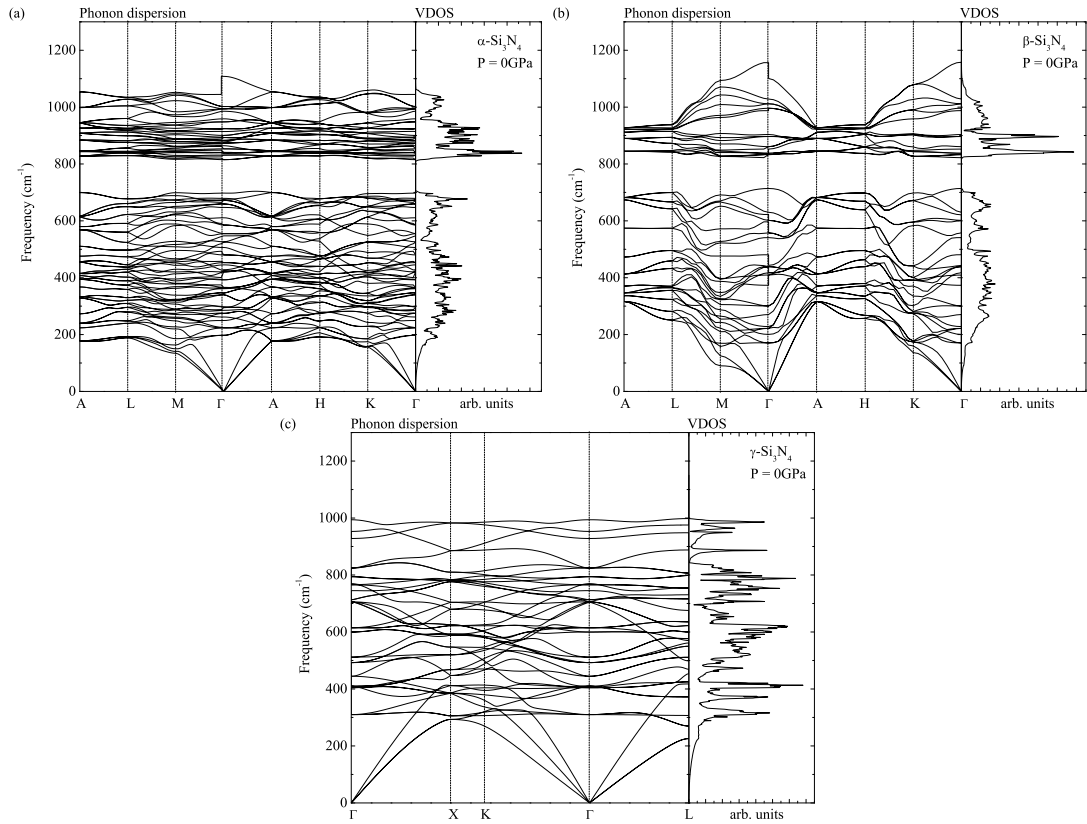 (a)
Phonon dispersion
VDOS
α-Si₃N₄
P = 0GPa
Frequency (cm⁻¹)
1200
1000
800
600
400
200
0
A L M Γ A H K Γ
arb. units
(b)
Phonon dispersion
VDOS
β-Si₃N₄
P = 0GPa
Frequency (cm⁻¹)
1200
1000
800
600
400
200
0
A L M Γ A H K Γ
arb. units
(c)
Phonon dispersion
VDOS
γ-Si₃N₄
P = 0GPa
Frequency (cm⁻¹)
1200
1000
800
600
400
200
0
Γ X K Γ L
arb. units